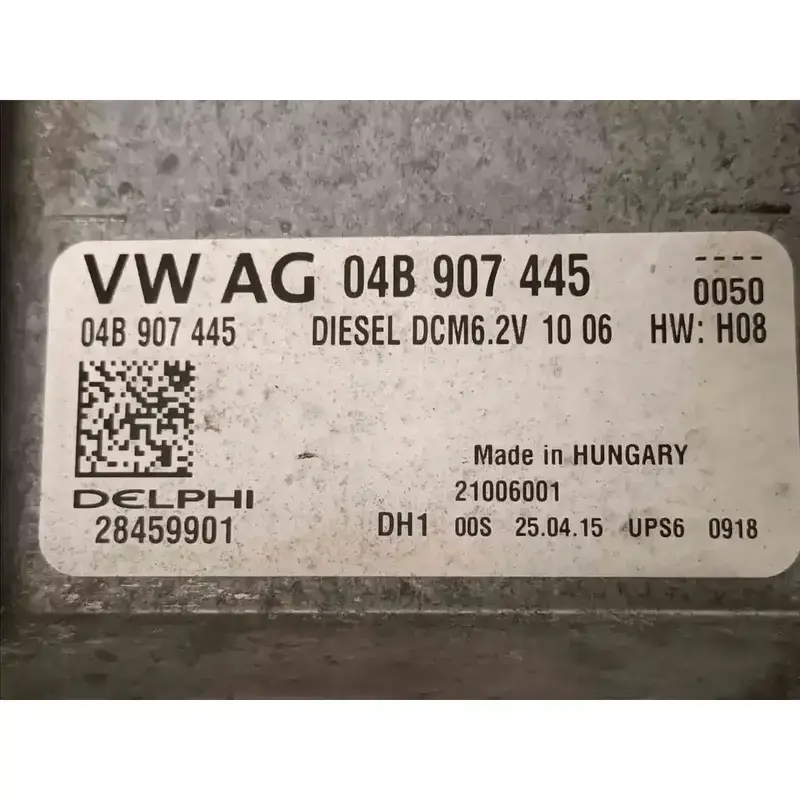 VW AG 04B 907 445 ----
0050
04B 907 445 DIESEL DCM6.2V 10 06 HW: H08
Made in HUNGARY
DELPHI 21006001
28459901 DH1 00S 25.04.15 UPS6 0918